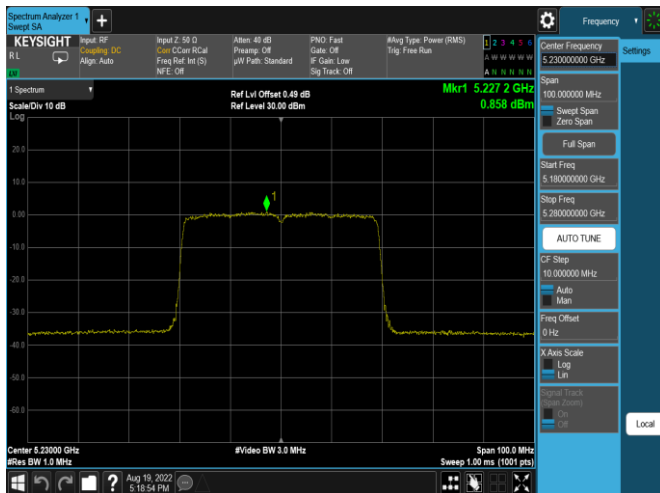 Spectrum Analyzer 1
Swept SA
+
Frequency
KEYSIGHT
R L
Input: RF
Coupling: DC
Align: Auto
Input Z: 50 Ω
Corr CCorr RCal
Freq Ref: Int (S)
NFE: Off
Atten: 40 dB
Preamp: Off
µW Path: Standard
PNO: Fast
Gate: Off
IF Gain: Low
Sig Track: Off
#Avg Type: Power (RMS)
Trig: Free Run
1 2 3 4 5 6
A W W W W W
A N N N N N
1 Spectrum
Scale/Div 10 dB
Log
Ref Lvl Offset 0.49 dB
Ref Level 30.00 dBm
Mkr1 5.227 2 GHz
0.858 dBm
20.0
10.0
0.00
-10.0
-20.0
-30.0
-40.0
-50.0
-60.0
1
Center 5.23000 GHz
#Res BW 1.0 MHz
#Video BW 3.0 MHz
Span 100.0 MHz
Sweep 1.00 ms (1001 pts)
Aug 19, 2022
5:18:54 PM
Center Frequency
5.230000000 GHz
Settings
Span
100.000000 MHz
Swept Span
Zero Span
Full Span
Start Freq
5.180000000 GHz
Stop Freq
5.280000000 GHz
AUTO TUNE
CF Step
10.000000 MHz
Auto
Man
Freq Offset
0 Hz
X Axis Scale
Log
Lin
Signal Track
(Span Zoom)
On
Off
Local